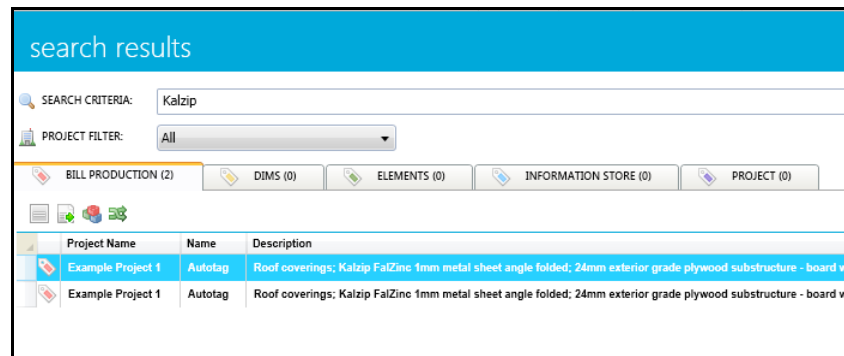 search results
SEARCH CRITERIA: Kalzip
PROJECT FILTER: All
BILL PRODUCTION (2) DIMS (0) ELEMENTS (0) INFORMATION STORE (0) PROJECT (0)
Project Name Name Description
Example Project 1 Autotag Roof coverings; Kalzip FalZinc 1mm metal sheet angle folded; 24mm exterior grade plywood substructure - board w
Example Project 1 Autotag Roof coverings; Kalzip FalZinc 1mm metal sheet angle folded; 24mm exterior grade plywood substructure - board w